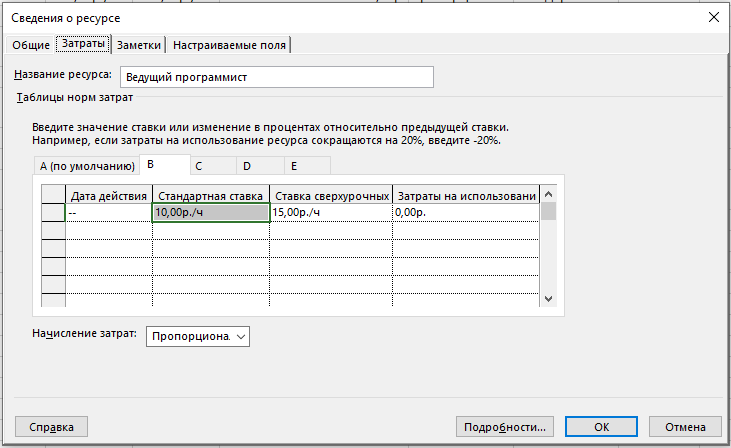 Сведения о ресурсе
Общие Затраты Заметки Настраиваемые поля
Название ресурса: Ведущий программист
Таблицы норм затрат
Введите значение ставки или изменение в процентах относительно предыдущей ставки.
Например, если затраты на использование ресурса сокращаются на 20%, введите -20%.
A (по умолчанию) B C D E
Дата действия Стандартная ставка Ставка сверхурочных Затраты на использовани
-- 10,00р./ч 15,00р./ч 0,00р.
Начисление затрат: Пропорциона.
Справка Подробности... ОК Отмена